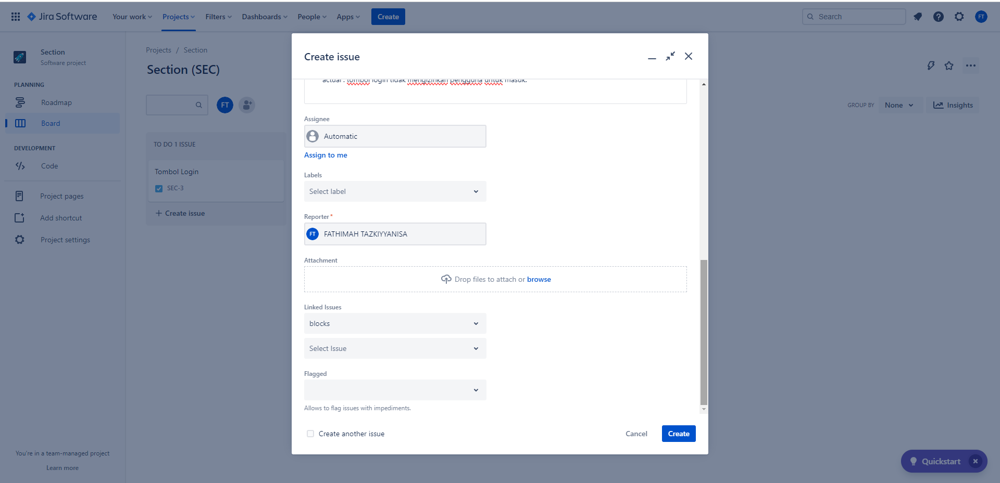 Jira Software
Your work
Projects
Filters
Dashboards
People
Apps
Create
Search
FT
Section
Software project
PLANNING
Roadmap
Board
DEVELOPMENT
Code
Project pages
Add shortcut
Project settings
You're in a team-managed project
Learn more
Projects / Section
Section (SEC)
FT
GROUP BY
None
Insights
TO DO 1 ISSUE
Tombol Login
SEC-3
+ Create issue
Create issue
actual : tombol login tidak mengizinkan pengguna untuk masuk.
Assignee
Automatic
Assign to me
Labels
Select label
Reporter*
FT
FATHIMAH TAZKIYYANISA
Attachment
Drop files to attach or browse
Linked Issues
blocks
Select Issue
Flagged
Allows to flag issues with impediments.
Create another issue
Cancel
Create
Quickstart